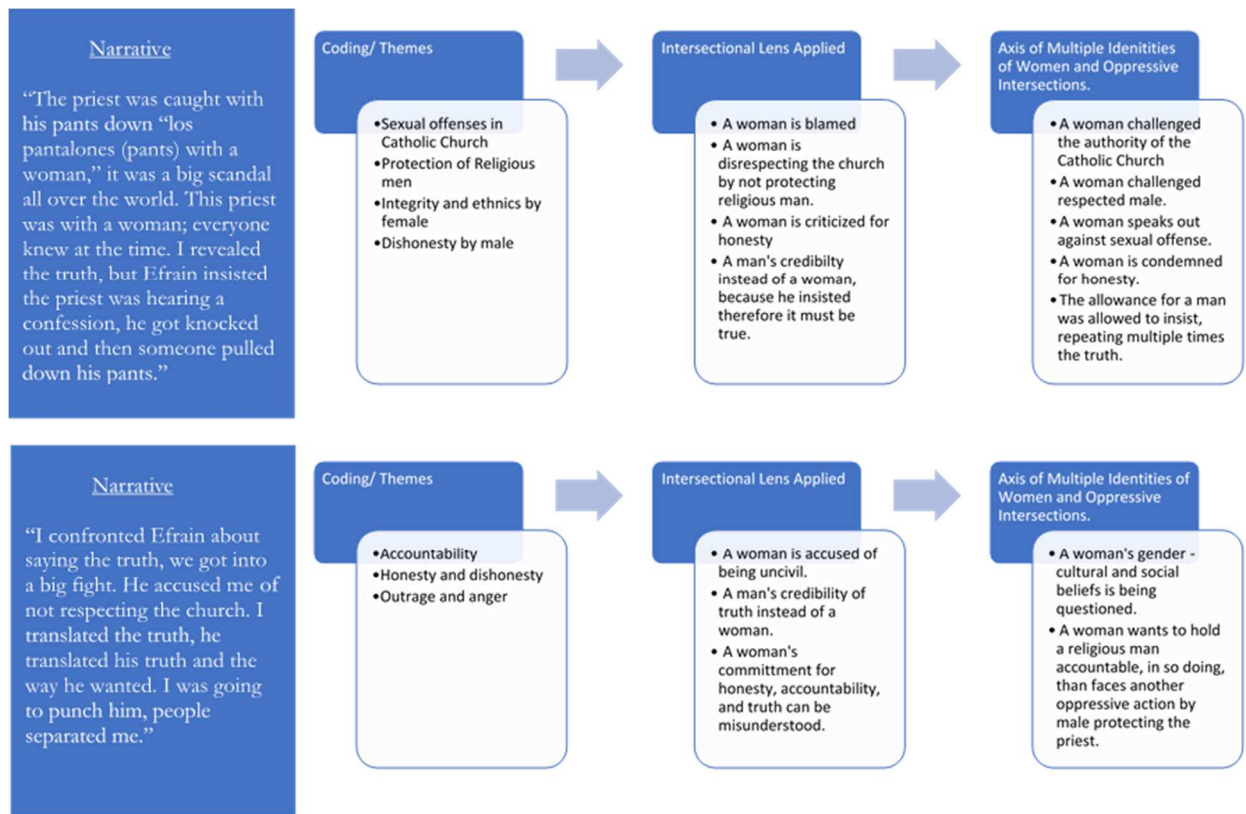 Narrative
“The priest was caught with
his pants down “los
pantalones (pants) with a
woman,” it was a big scandal
all over the world. This priest
was with a woman; everyone
knew at the time. I revealed
the truth, but Efrain insisted
the priest was hearing a
confession, he got knocked
out and then someone pulled
down his pants.”
Coding/ Themes
•Sexual offenses in
Catholic Church
•Protection of Religious
men
•Integrity and ethnics by
female
•Dishonesty by male
Intersectional Lens Applied
• A woman is blamed
• A woman is
disrespecting the church
by not protecting
religious man.
• A woman is criticized for
honesty
• A man's credibilty
instead of a woman,
because he insisted
therefore it must be
true.
Axis of Multiple Identitities
of Women and Oppressive
Intersections.
• A woman challenged
the authority of the
Catholic Church
• A woman challenged
respected male.
• A woman speaks out
against sexual offense.
• A woman is condemned
for honesty.
• The allowance for a man
was allowed to insist,
repeating multiple times
the truth.
Narrative
“I confronted Efrain about
saying the truth, we got into
a big fight. He accused me of
not respecting the church. I
translated the truth, he
translated his truth and the
way he wanted. I was going
to punch him, people
separated me.”
Coding/ Themes
•Accountability
•Honesty and dishonesty
•Outrage and anger
Intersectional Lens Applied
• A woman is accused of
being uncivil.
• A man's credibility of
truth instead of a
woman.
• A woman's
committment for
honesty, accountability,
and truth can be
misunderstood.
Axis of Multiple Identities of
Women and Oppressive
Intersections.
• A woman's gender -
cultural and social
beliefs is being
questioned.
• A woman wants to hold
a religious man
accountable, in so doing,
than faces another
oppressive action by
male protecting the
priest.